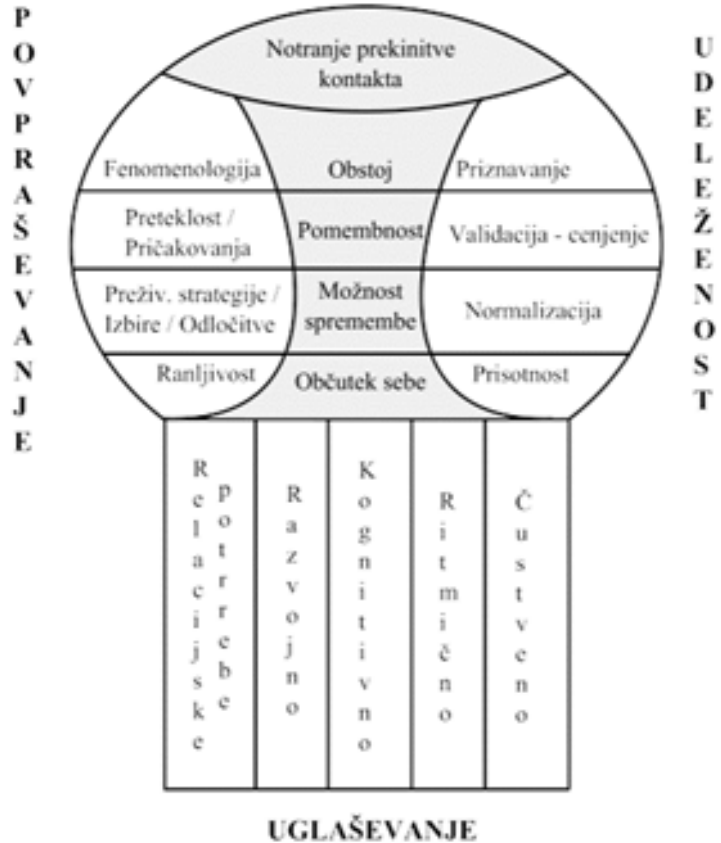 POVPRAŠEVANJE
UDELEŽENOST
Notranje prekinitve
kontakta
Fenomenologija
Obstoj
Priznavanje
Preteklost /
Pričakovanja
Pomembnost
Validacija - cenjenje
Preživ. strategije /
Izbire / Odločitve
Možnost
spremembe
Normalizacija
Ranljivost
Občutek sebe
Prisotnost
Relacijske
potrrebe
Razvojno
Kognitivno
Ritmično
Čustveno
UGLAŠEVANJE